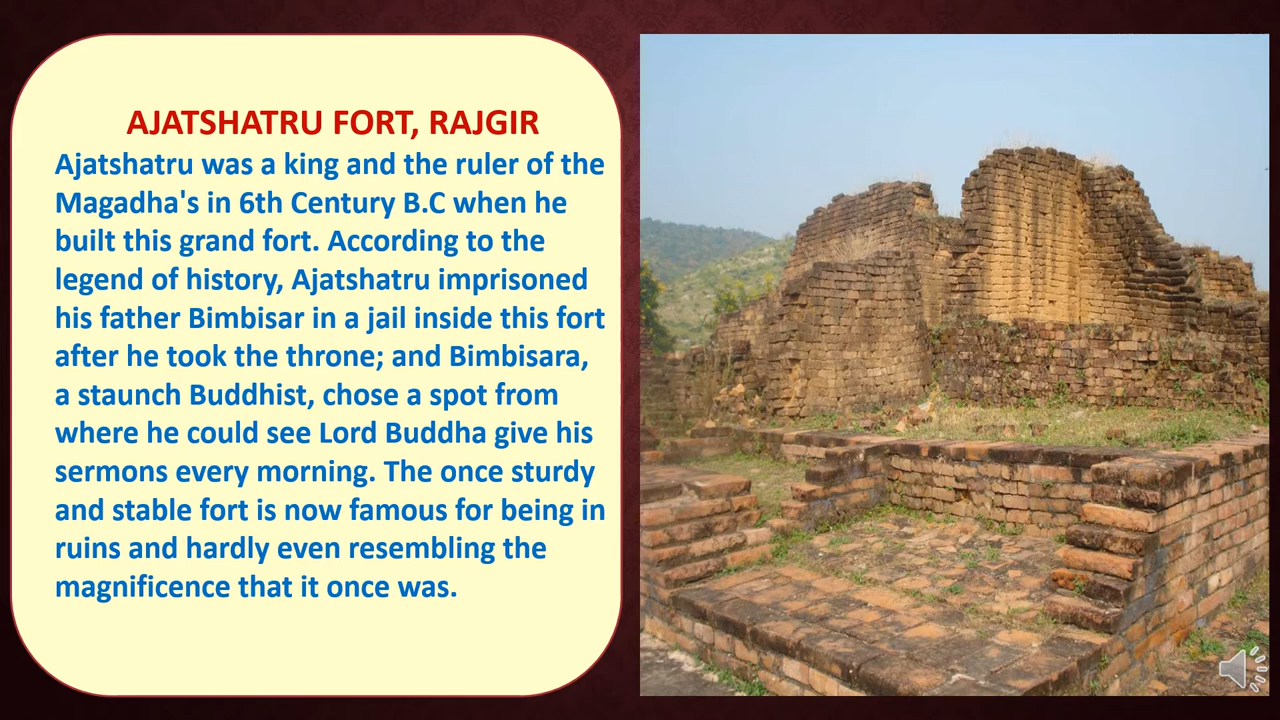 AJATSHATRU FORT, RAJGIR
Ajatshatru was a king and the ruler of the
Magadha's in 6th Century B.C when he
built this grand fort. According to the
legend of history, Ajatshatru imprisoned
his father Bimbisar in a jail inside this fort
after he took the throne; and Bimbisara,
a staunch Buddhist, chose a spot from
where he could see Lord Buddha give his
sermons every morning. The once sturdy
and stable fort is now famous for being in
ruins and hardly even resembling the
magnificence that it once was.